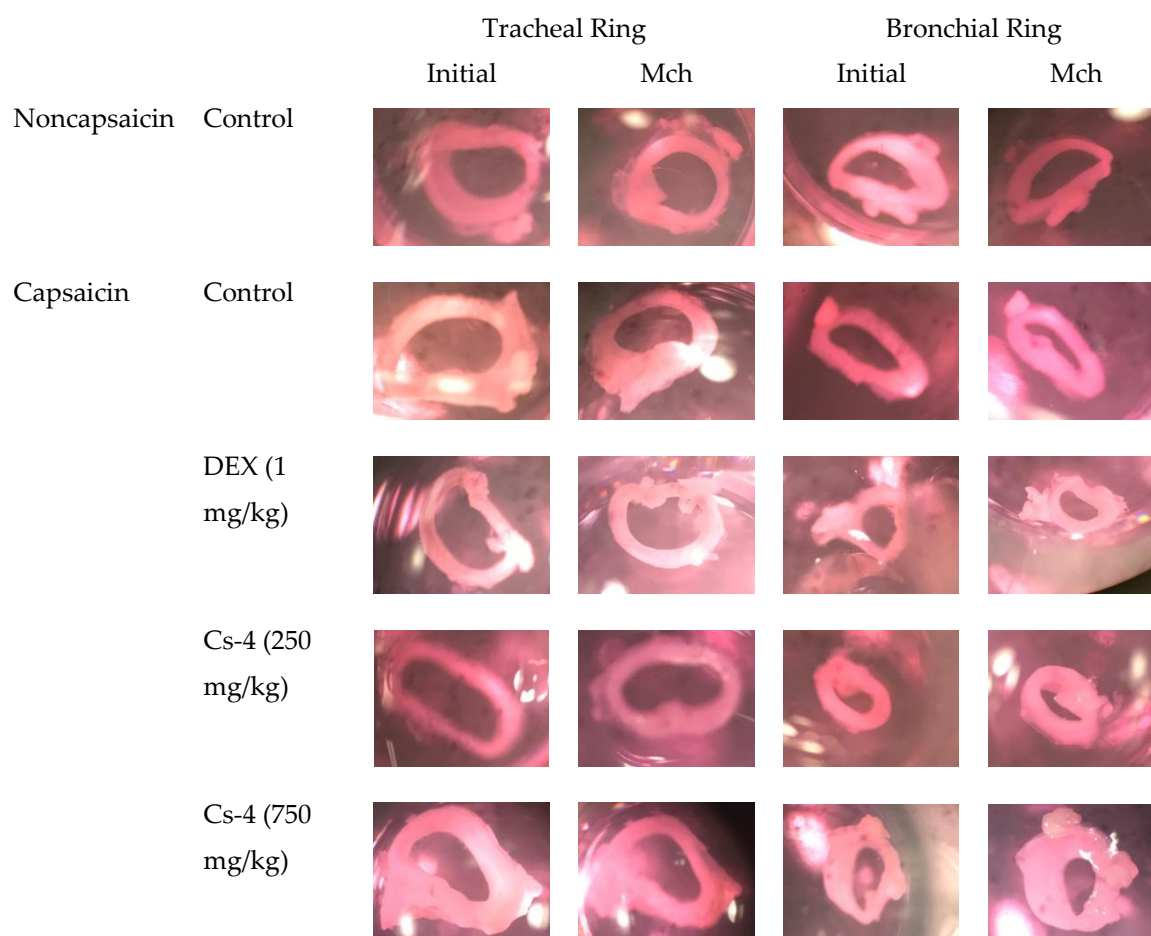 Tracheal Ring Bronchial Ring
Initial Mch Initial Mch
Noncapsaicin Control
Capsaicin Control
DEX (1
mg/kg)
Cs-4 (250
mg/kg)
Cs-4 (750
mg/kg)